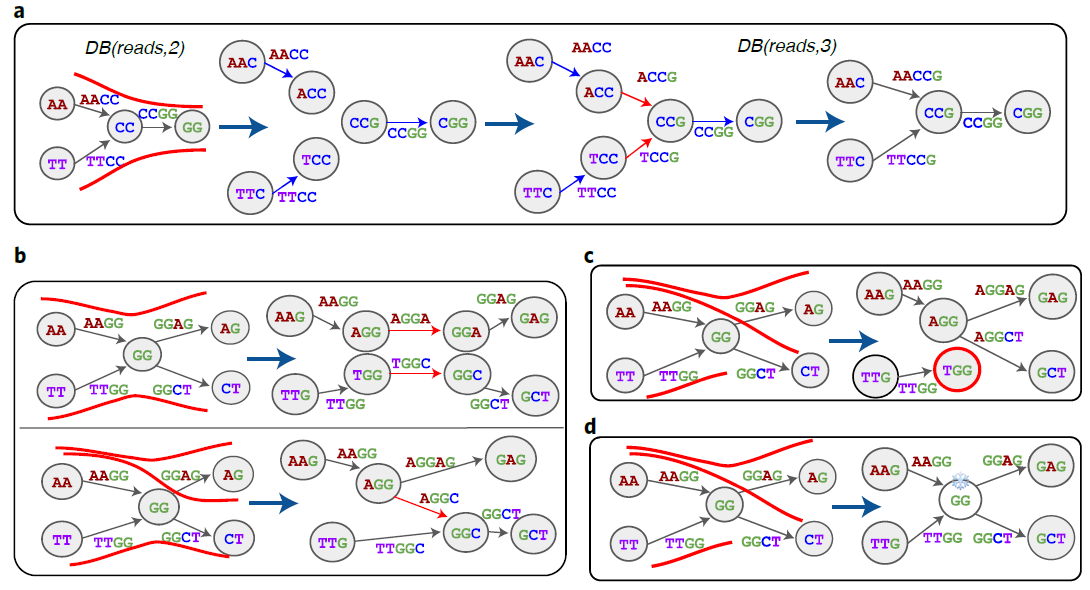 a
DB(reads,2)
DB(reads,3)
AA AACC CCGG CC GG TT TTCC
AAC AACC ACC CCG CCGG CGG TCC TTC TTCC
AAC AACC ACC ACCG CCG CCGG CGG TCC TCCG TTC TTCC
AAC AACCG CCG CCGG CGG TTC TTCCG
b
AA AAGG GGAG AG GG TT TTGG GGCT CT
AAG AAGG AGG AGGA GGA GGAG GAG
TGG TGGC GGC TTG TTGG GGCT GCT
AA AAGG GGAG AG GG TT TTGG GGCT CT
AAG AAGG AGG AGGAG GAG AGGC
TTG TTGGC GGC GGCT GCT
c
AA AAGG GGAG AG GG TT TTGG GGCT CT
AAG AAGG AGG AGGAG GAG AGGCT GCT
TTG TTGG TGG
d
AA AAGG GGAG AG GG TT TTGG GGCT CT
AAG AAGG GGAG GAG GG TTG TTGG GGCT GCT